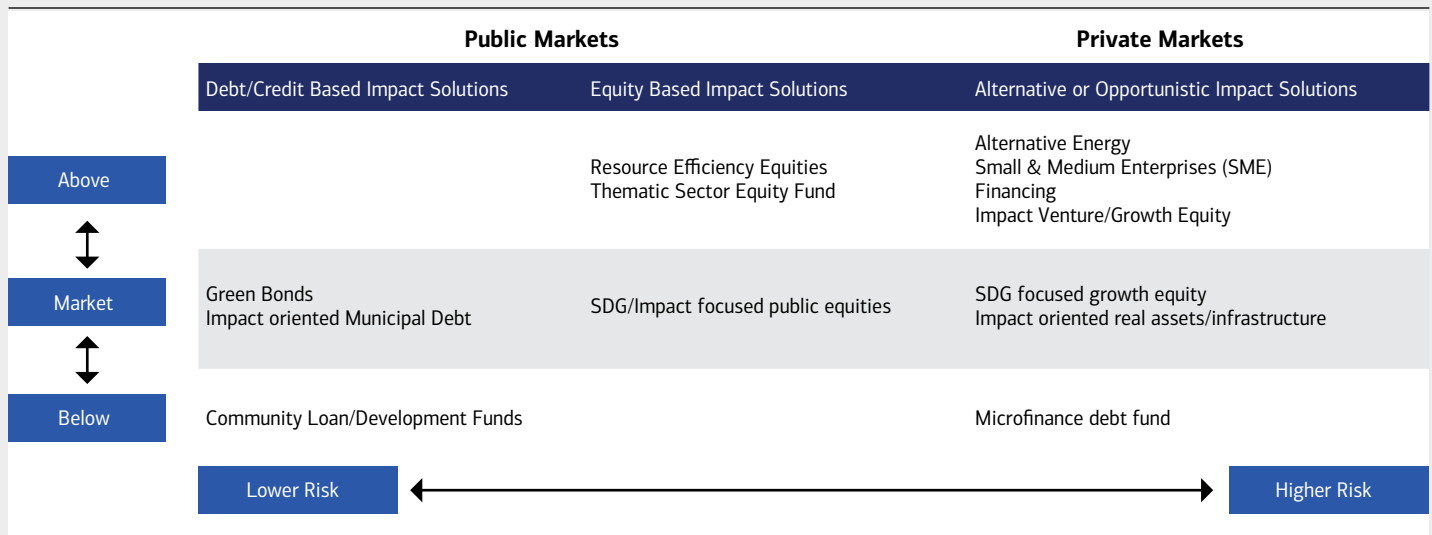 Public Markets
Private Markets
Debt/Credit Based Impact Solutions
Equity Based Impact Solutions
Alternative or Opportunistic Impact Solutions
Above
Resource Efficiency Equities
Thematic Sector Equity Fund
Alternative Energy
Small & Medium Enterprises (SME)
Financing
Impact Venture/Growth Equity
Market
Green Bonds
Impact oriented Municipal Debt
SDG/Impact focused public equities
SDG focused growth equity
Impact oriented real assets/infrastructure
Below
Community Loan/Development Funds
Microfinance debt fund
Lower Risk
Higher Risk